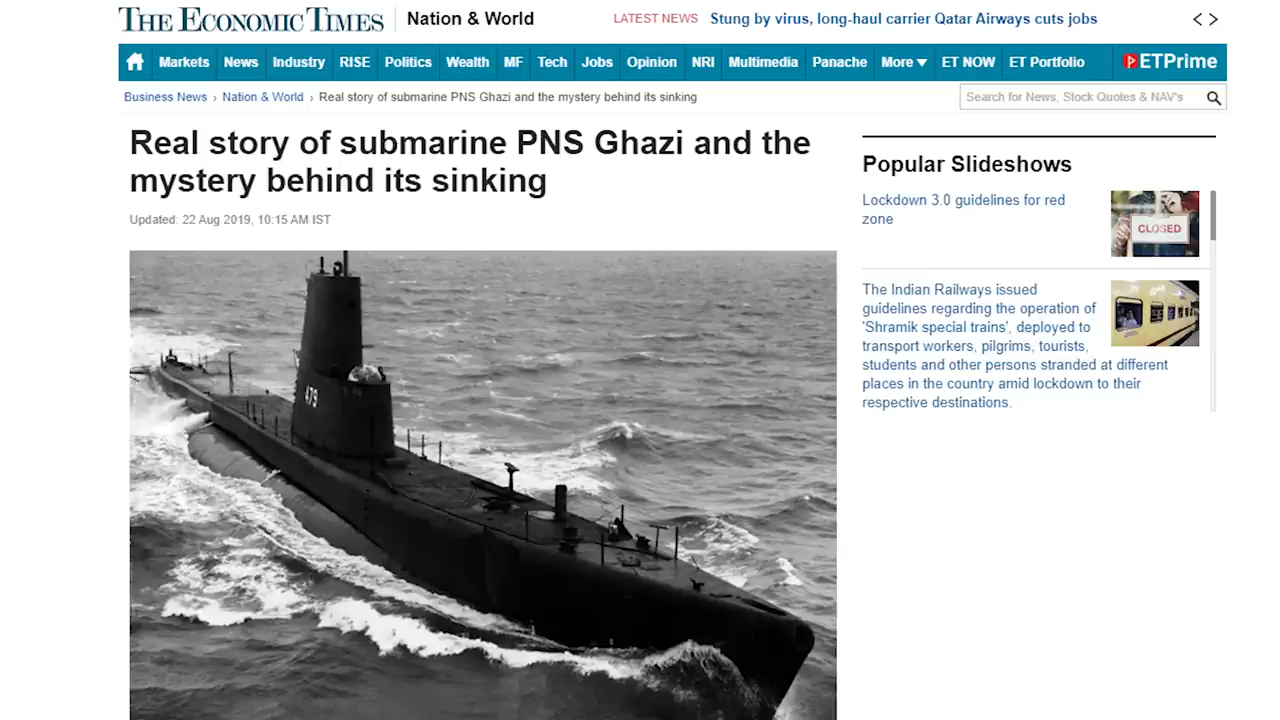 THE ECONOMIC TIMES
Nation & World
LATEST NEWS Stung by virus, long-haul carrier Qatar Airways cuts jobs
Markets News Industry RISE Politics Wealth MF Tech Jobs Opinion NRI Multimedia Panache More ET NOW ET Portfolio ETPrime
Business News › Nation & World › Real story of submarine PNS Ghazi and the mystery behind its sinking
Search for News, Stock Quotes & NAV's
Real story of submarine PNS Ghazi and the
mystery behind its sinking
Updated: 22 Aug 2019, 10:15 AM IST
A79
Popular Slideshows
Lockdown 3.0 guidelines for red
zone
CLOSED
The Indian Railways issued
guidelines regarding the operation of
'Shramik special trains', deployed to
transport workers, pilgrims, tourists,
students and other persons stranded at different
places in the country amid lockdown to their
respective destinations.